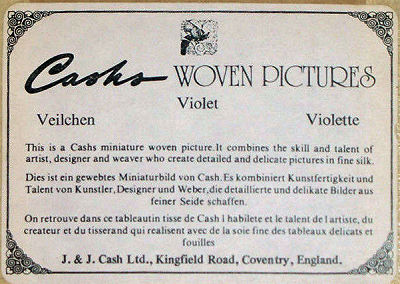 Cashs WOVEN PICTURES
Violet
Veilchen Violette
This is a Cashs miniature woven picture.It combines the skill and talent of
artist, designer and weaver who create detailed and delicate pictures in fine silk.
Dies ist ein gewebtes Miniaturbild von Cash.Es kombiniert Kunstfertigkeit und
Talent von Kunstler,Designer und Weber,die detaillierte und delikate Bilder aus
feiner Seide schaffen.
On retrouve dans ce tableautin tisse de Cash l habilete et le talent de l artiste, du
createur et du tisserand qui realisent avec de la soie fine des tableaux delicats et
fouilles
J. & J. Cash Ltd., Kingfield Road, Coventry, England.